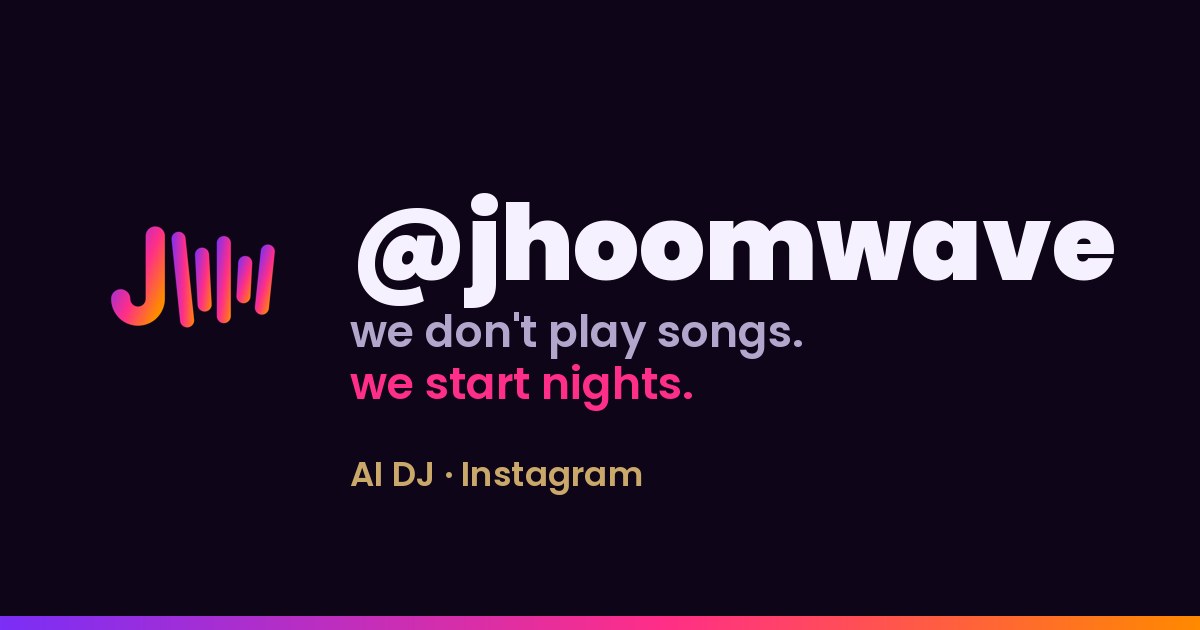 @jhoomwave
we don't play songs.
we start nights.
AI DJ · Instagram